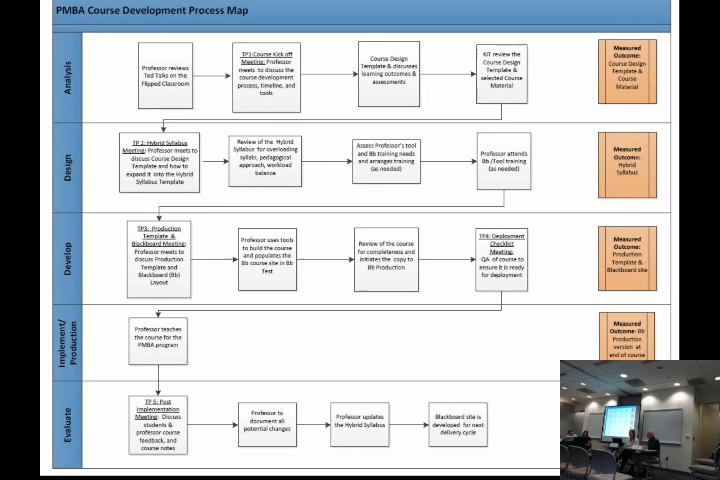 PMBA Course Development Process Map
Analysis
Professor reviews
Ted Talks on the
Flipped Classroom
TP1:Course Kick off
Meeting: Professor
meets to discuss the
course development
process, timeline, and
tools
Course Design
Template & discusses
learning outcomes &
assessments
KIT review the
Course Design
Template &
selected Course
Material
Measured
Outcome:
Course Design
Template &
Course
Material
Design
TP 2: Hybrid Syllabus
Meeting: Professor meets to
discuss Course Design
Template and how to
expand it into the Hybrid
Syllabus Template
Review of the Hybrid
Syllabus for overloading
syllabi, pedagogical
approach, workload
balance
Assess Professor's tool
and Bb training needs and
arranges training
(as needed)
Professor attends
Bb /Tool training
(as needed)
Measured
Outcome:
Hybrid
Syllabus
Develop
TP3: Production
Template &
Blackboard Meeting:
Professor meets to
discuss Production
Template and
Blackboard (Bb)
Layout
Professor uses tools
to build the course
and populates the
Bb course site in Bb
Test
Review of the course
for completeness and
initiates the copy to
Bb Production
TP4: Deployment
Checklist
Meeting:
QA of course to
ensure it is ready
for deployment
Measured
Outcome:
Production
Template &
Blackboard site
Implement/
Production
Professor teaches
the course for the
PMBA program
Measured
Outcome: Bb
Production
version at
end of course
Evaluate
TP 5: Post
Implementation
Meeting: Discuss
students &
professor course
feedback, and
course notes
Professor to
document all
potential changes
Professor updates
the Hybrid Syllabus
Blackboard site is
developed for next
delivery cycle